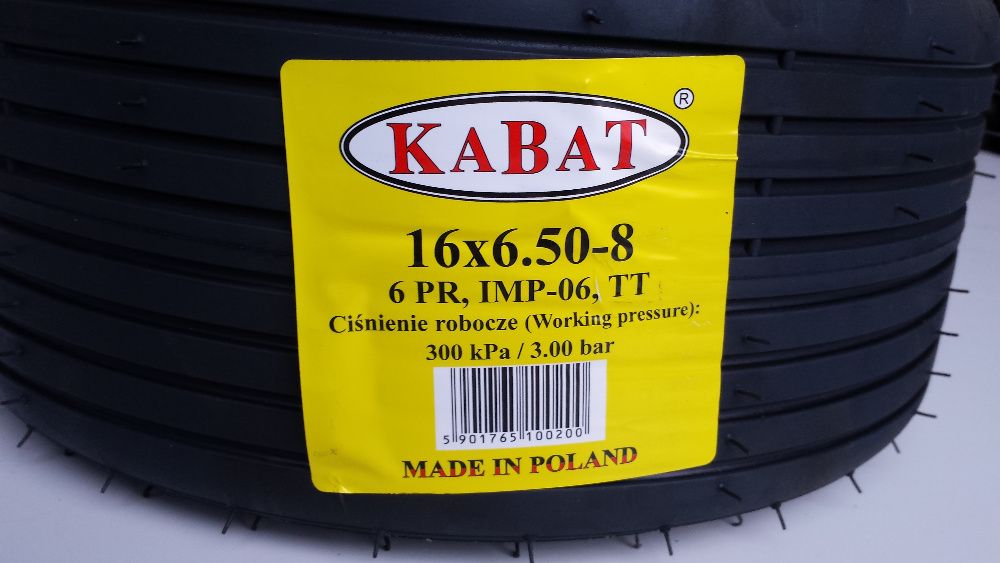 KABAT ®
16x6.50-8
6 PR, IMP-06, TT
Ciśnienie robocze (Working pressure):
300 kPa / 3.00 bar
5 901765 100200
MADE IN POLAND